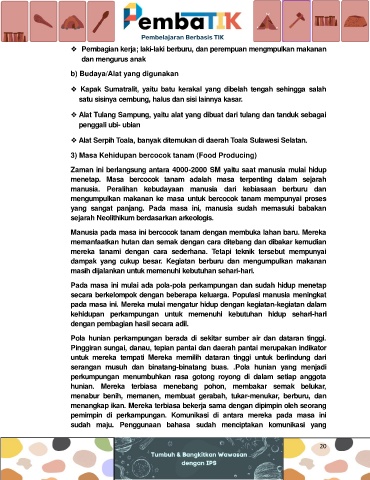 PembaTIK
Pembelajaran Berbasis TIK
❖ Pembagian kerja; laki-laki berburu, dan perempuan mengmpulkan makanan
dan mengurus anak
b) Budaya/Alat yang digunakan
❖ Kapak Sumatralit, yaitu batu kerakal yang dibelah tengah sehingga salah
satu sisinya cembung, halus dan sisi lainnya kasar.
❖ Alat Tulang Sampung, yaitu alat yang dibuat dari tulang dan tanduk sebagai
penggali ubi- ubian
❖ Alat Serpih Toala, banyak ditemukan di daerah Toala Sulawesi Selatan.
3) Masa Kehidupan bercocok tanam (Food Producing)
Zaman ini berlangsung antara 4000-2000 SM yaitu saat manusia mulai hidup
menetap. Masa bercocok tanam adalah masa terpenting dalam sejarah
manusia. Peralihan kebudayaan manusia dari kebiasaan berburu dan
mengumpulkan makanan ke masa untuk bercocok tanam mempunyai proses
yang sangat panjang. Pada masa ini, manusia sudah memasuki babakan
sejarah Neolithikum berdasarkan arkeologis.
Manusia pada masa ini bercocok tanam dengan membuka lahan baru. Mereka
memanfaatkan hutan dan semak dengan cara ditebang dan dibakar kemudian
mereka tanami dengan cara sederhana. Tetapi teknik tersebut mempunyai
dampak yang cukup besar. Kegiatan berburu dan mengumpulkan makanan
masih dijalankan untuk memenuhi kebutuhan sehari-hari.
Pada masa ini mulai ada pola-pola perkampungan dan sudah hidup menetap
secara berkelompok dengan beberapa keluarga. Populasi manusia meningkat
pada masa ini. Mereka mulai mengatur hidup dengan kegiatan-kegiatan dalam
kehidupan perkampungan untuk memenuhi kebutuhan hidup sehari-hari
dengan pembagian hasil secara adil.
Pola hunian perkampungan berada di sekitar sumber air dan dataran tinggi.
Pinggiran sungai, danau, tepian pantai dan daerah pantai merupakan indikator
untuk mereka tempati Mereka memilih dataran tinggi untuk berlindung dari
serangan musuh dan binatang-binatang buas. .Pola hunian yang menjadi
perkumpungan menumbuhkan rasa gotong royong di dalam setiap anggota
hunian. Mereka terbiasa menebang pohon, membakar semak belukar,
menabur benih, memanen, membuat gerabah, tukar-menukar, berburu, dan
menangkap ikan. Mereka terbiasa bekerja sama dengan dipimpin oleh seorang
pemimpin di perkampungan. Komunikasi di antara mereka pada masa ini
sudah maju. Penggunaan bahasa sudah menciptakan komunikasi yang
20
Tumbuh & Bangkitkan Wawasan
dengan IPS